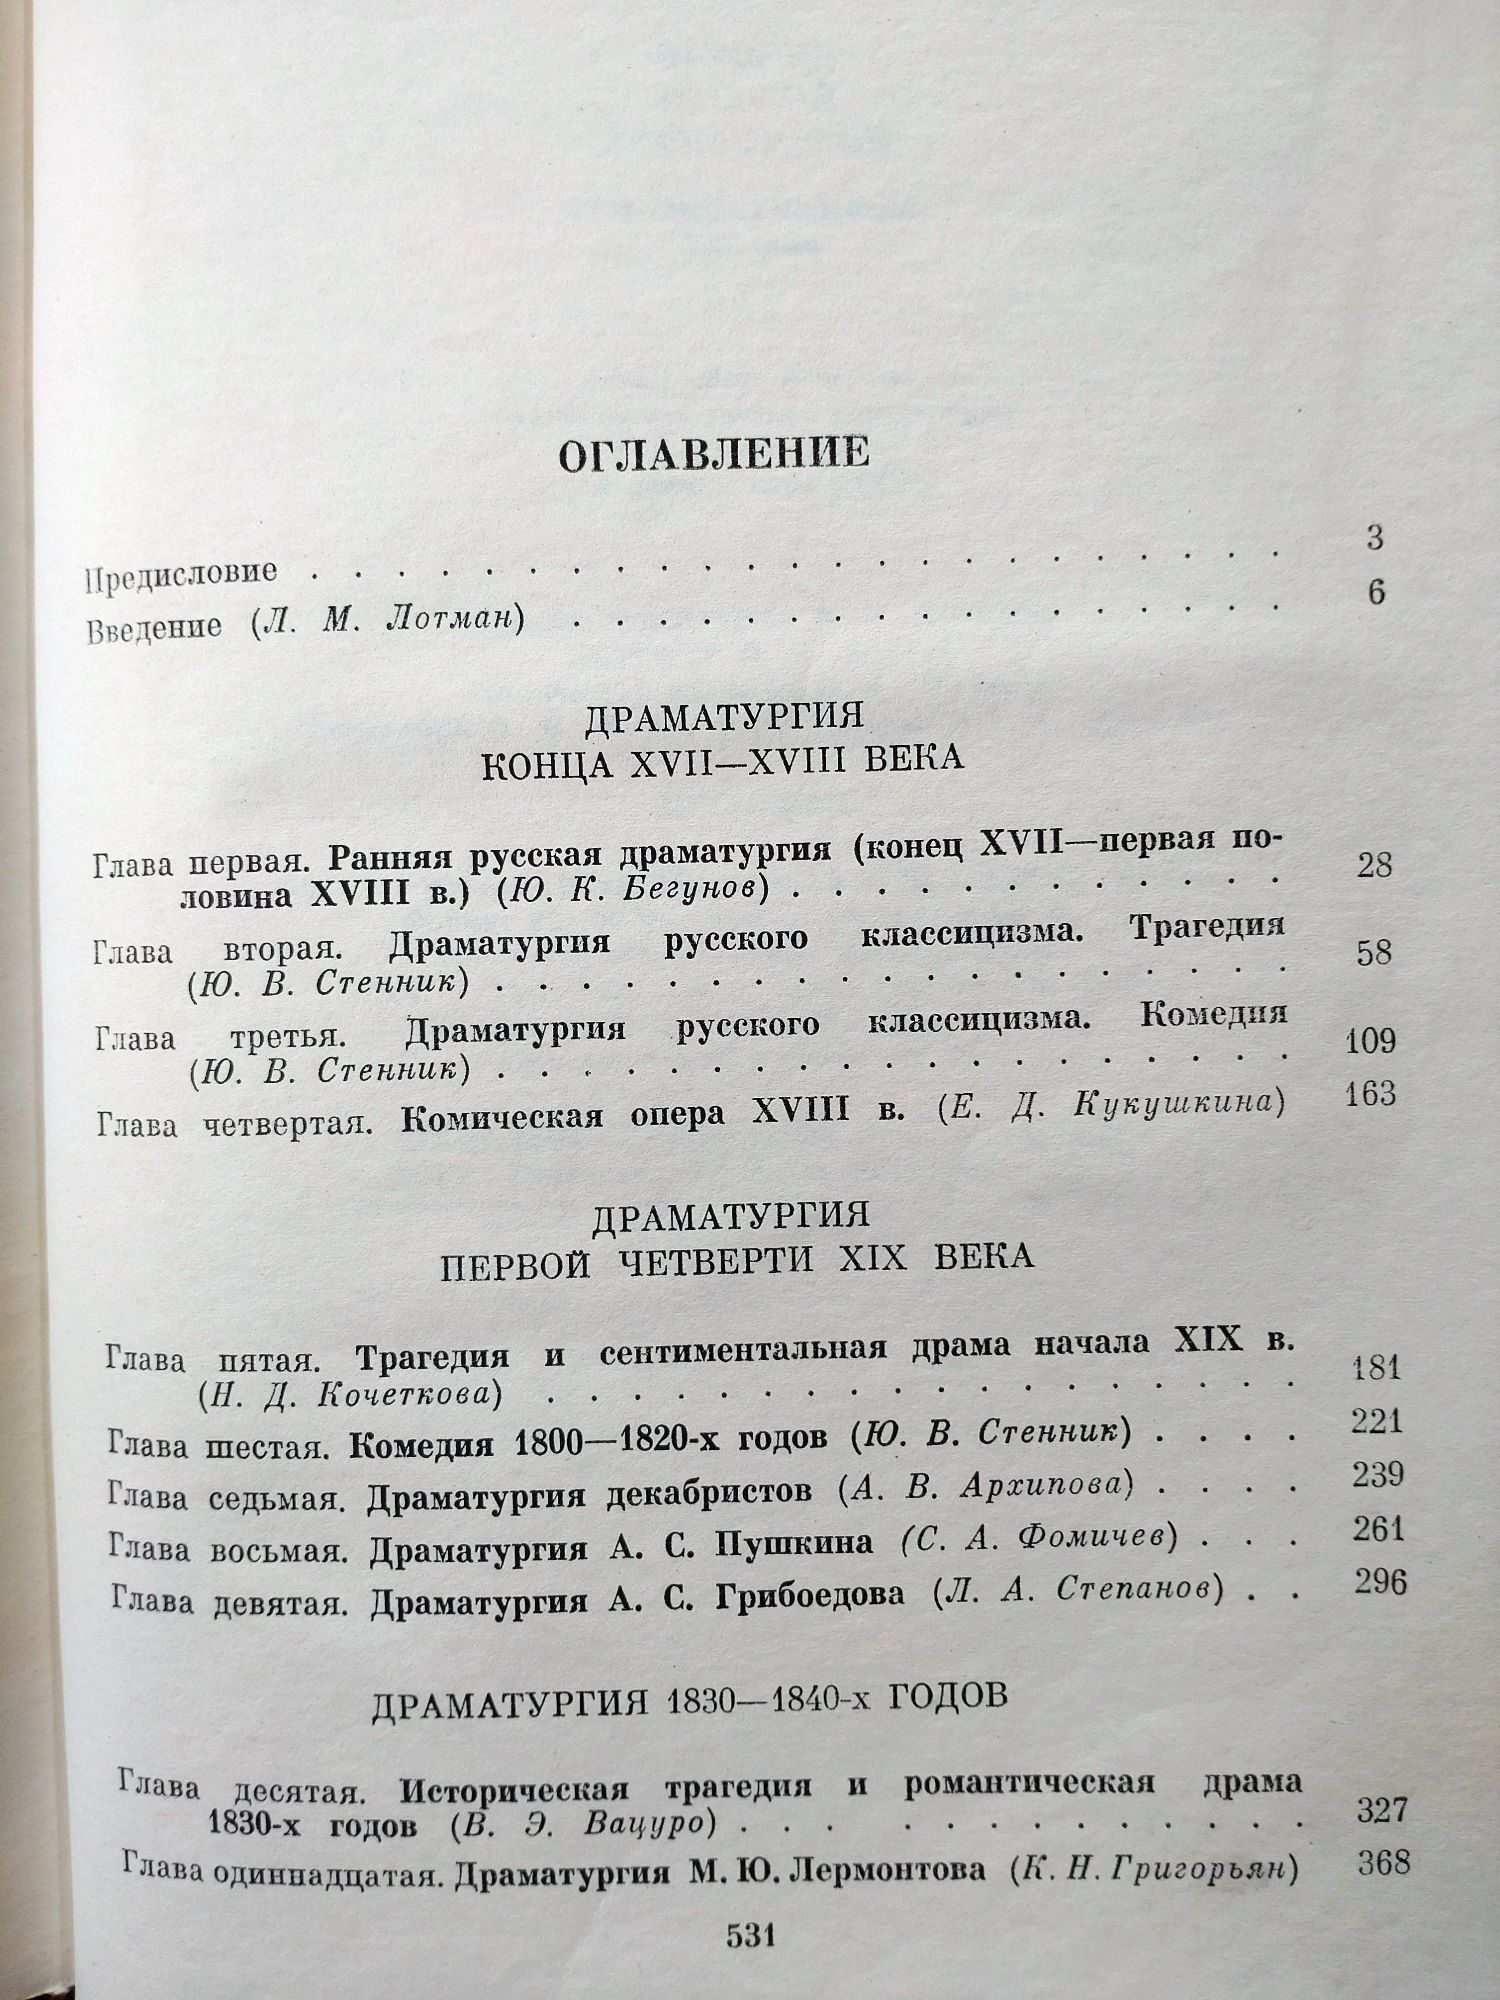 ОГЛАВЛЕНИЕ
Предисловие . . . . . . . . . . . . . . . . . . . . . . . 3
Введение (Л. М. Лотман) . . . . . . . . . . . . . . . . . 6
ДРАМАТУРГИЯ
КОНЦА XVII—XVIII ВЕКА
Глава первая. Ранняя русская драматургия (конец XVII—первая по-
ловина XVIII в.) (Ю. К. Бегунов) . . . . . . . . . . . . 28
Глава вторая. Драматургия русского классицизма. Трагедия
(Ю. В. Стенник) . . . . . . . . . . . . . . . . . . . 58
Глава третья. Драматургия русского классицизма. Комедия
(Ю. В. Стенник) . . . . . . . . . . . . . . . . . . . 109
Глава четвертая. Комическая опера XVIII в. (Е. Д. Кукушкина) 163
ДРАМАТУРГИЯ
ПЕРВОЙ ЧЕТВЕРТИ XIX ВЕКА
Глава пятая. Трагедия и сентиментальная драма начала XIX в.
(Н. Д. Кочеткова) . . . . . . . . . . . . . . . . . . 181
Глава шестая. Комедия 1800—1820-х годов (Ю. В. Стенник) . . . . 221
Глава седьмая. Драматургия декабристов (А. В. Архипова) . . . . 239
Глава восьмая. Драматургия А. С. Пушкина (С. А. Фомичев) . . . 261
Глава девятая. Драматургия А. С. Грибоедова (Л. А. Степанов) . . 296
ДРАМАТУРГИЯ 1830—1840-х ГОДОВ
Глава десятая. Историческая трагедия и романтическая драма
1830-х годов (В. Э. Вацуро) . . . . . . . . . . . . . 327
Глава одиннадцатая. Драматургия М. Ю. Лермонтова (К. Н. Григорьян) 368
531